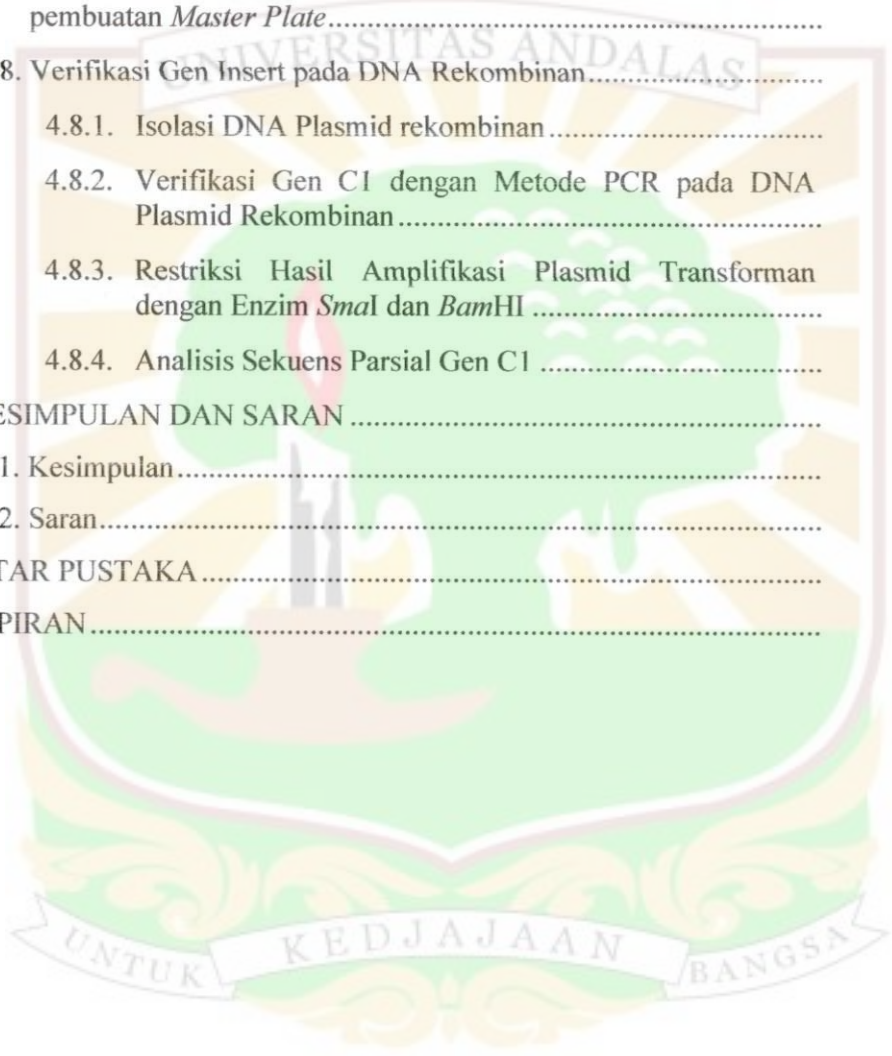 pembuatan Master Plate..........................................................................
UNIVERSITAS ANDALAS
8. Verifikasi Gen Insert pada DNA Rekombinan...........................
4.8.1. Isolasi DNA Plasmid rekombinan...............................
4.8.2. Verifikasi Gen C1 dengan Metode PCR pada DNA
Plasmid Rekombinan.................................................
4.8.3. Restriksi Hasil Amplifikasi Plasmid Transforman
dengan Enzim SmaI dan BamHI.................................
4.8.4. Analisis Sekuens Parsial Gen C1................................
ESIMPULAN DAN SARAN......................................................
1. Kesimpulan..........................................................................
2. Saran...................................................................................
TAR PUSTAKA.......................................................................
PIRAN.....................................................................................
UNTUK KEDJAJAAN BANGSA